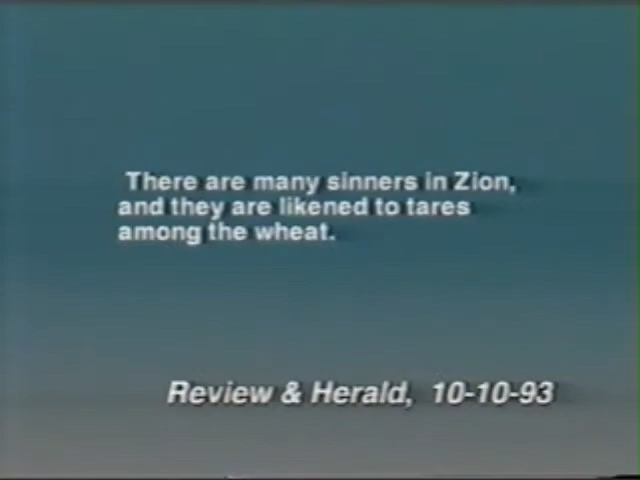 There are many sinners in Zion,
and they are likened to tares
among the wheat.
Review & Herald, 10-10-93